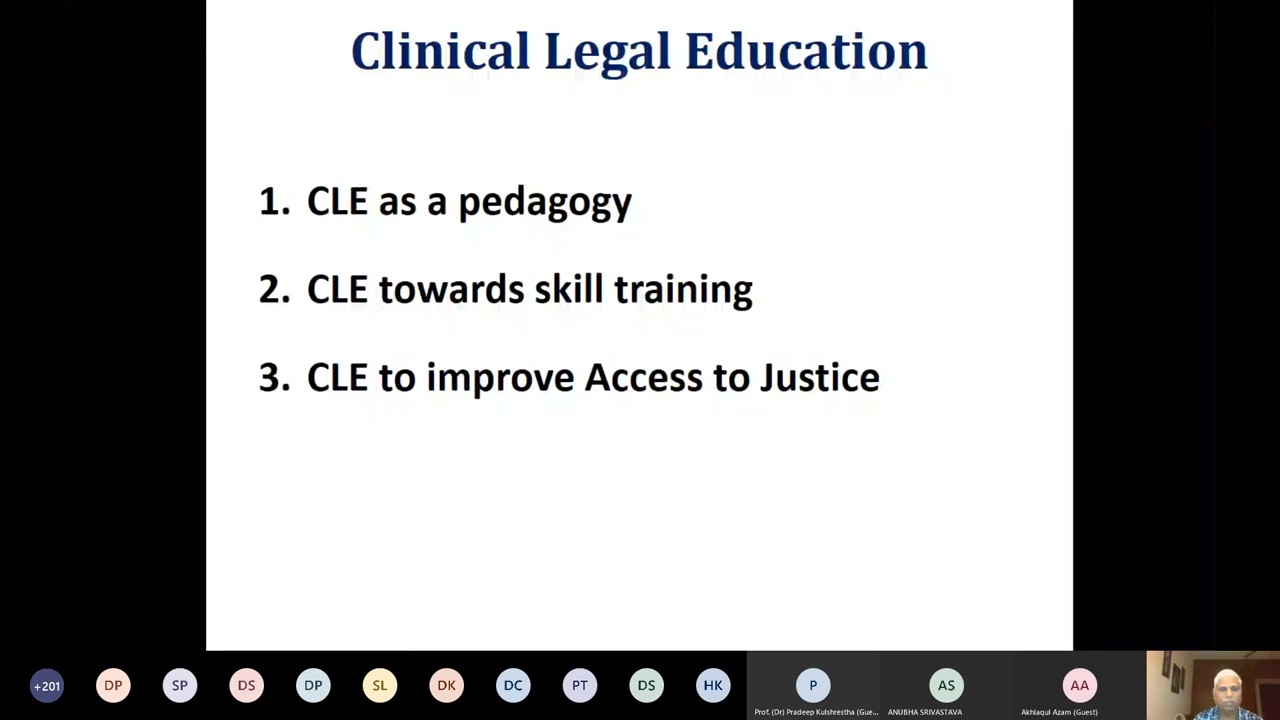 Clinical Legal Education
1. CLE as a pedagogy
2. CLE towards skill training
3. CLE to improve Access to Justice
+201 DP SP DS DP SL DK DC PT DS HK P AS AA
Prof. (Dr) Pradeep Kulshrestha (Gue... ANUBHA SRIVASTAVA Akhlaqul Azam (Guest)